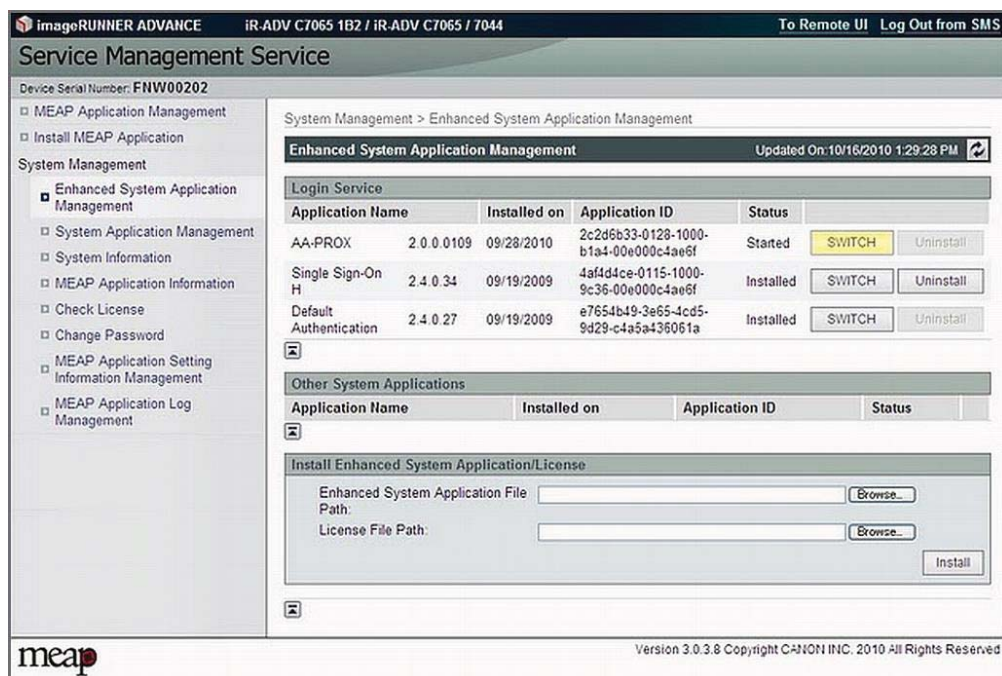 imageRUNNER ADVANCE iR-ADV C7065 1B2 / iR-ADV C7065 / 7044 To Remote UI Log Out from SMS
Service Management Service
Device Serial Number: FNW00202
MEAP Application Management
Install MEAP Application
System Management
Enhanced System Application
Management
System Application Management
System Information
MEAP Application Information
Check License
Change Password
MEAP Application Setting
Information Management
MEAP Application Log
Management
System Management > Enhanced System Application Management
Enhanced System Application Management Updated On:10/16/2010 1:29:28 PM
Login Service
Application Name Installed on Application ID Status
AA-PROX 2.0.0.0109 09/28/2010 2c2d6b33-0128-1000-
b1a4-00e000c4ae6f Started SWITCH Uninstall
Single Sign-On
H 2.4.0.34 09/19/2009 4af4d4ce-0115-1000-
9c36-00e000c4ae6f Installed SWITCH Uninstall
Default
Authentication 2.4.0.27 09/19/2009 e7654b49-3e65-4cd5-
9d29-c4a5a436061a Installed SWITCH Uninstall
Other System Applications
Application Name Installed on Application ID Status
Install Enhanced System Application/License
Enhanced System Application File
Path: Browse...
License File Path: Browse...
Install
meap
Version 3.0.3.8 Copyright CANON INC. 2010 All Rights Reserved